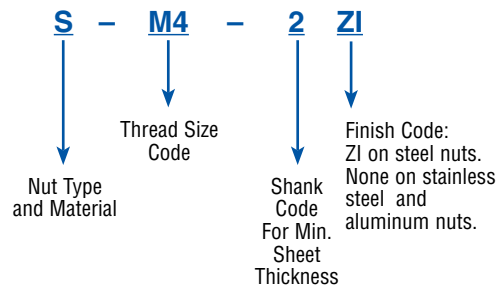 S – M4 – 2 ZI
Thread Size
Code
Finish Code:
ZI on steel nuts.
None on stainless
steel and
aluminum nuts.
Nut Type
and Material
Shank
Code
For Min.
Sheet
Thickness